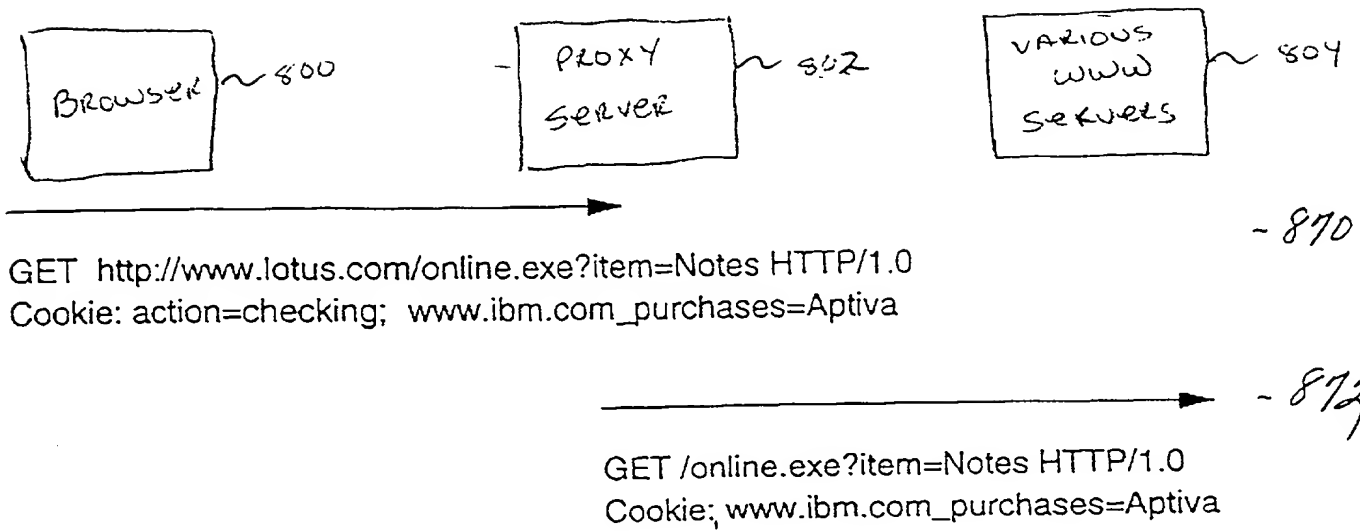 BROWSER ~ 800
PROXY ~ 802
SERVER
VARIOUS ~ 804
WWW
SERVERS
~ 870
GET http://www.lotus.com/online.exe?item=Notes HTTP/1.0
Cookie: action=checking; www.ibm.com_purchases=Aptiva
~ 872
GET /online.exe?item=Notes HTTP/1.0
Cookie: www.ibm.com_purchases=Aptiva